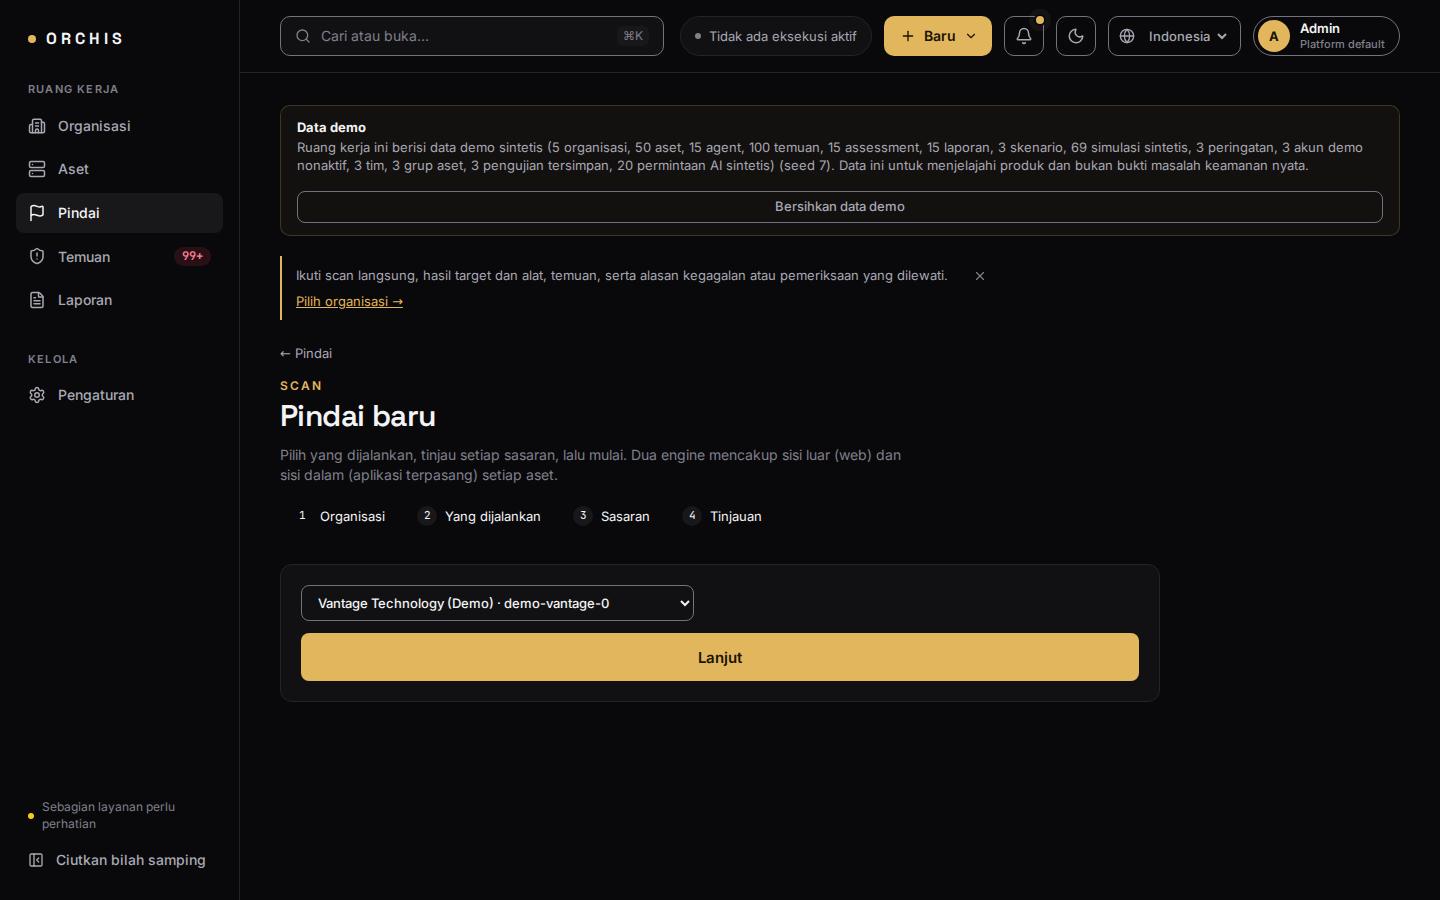 ORCHIS
RUANG KERJA
Organisasi
Aset
Pindai
Temuan
99+
Laporan
KELOLA
Pengaturan
Sebagian layanan perlu
perhatian
Ciutkan bilah samping
Cari atau buka...
⌘K
Tidak ada eksekusi aktif
Baru
Indonesia
A
Admin
Platform default
Data demo
Ruang kerja ini berisi data demo sintetis (5 organisasi, 50 aset, 15 agent, 100 temuan, 15 assessment, 15 laporan, 3 skenario, 69 simulasi sintetis, 3 peringatan, 3 akun demo
nonaktif, 3 tim, 3 grup aset, 3 pengujian tersimpan, 20 permintaan AI sintetis) (seed 7). Data ini untuk menjelajahi produk dan bukan bukti masalah keamanan nyata.
Bersihkan data demo
Ikuti scan langsung, hasil target dan alat, temuan, serta alasan kegagalan atau pemeriksaan yang dilewati.
Pilih organisasi →
← Pindai
SCAN
Pindai baru
Pilih yang dijalankan, tinjau setiap sasaran, lalu mulai. Dua engine mencakup sisi luar (web) dan
sisi dalam (aplikasi terpasang) setiap aset.
1 Organisasi 2 Yang dijalankan 3 Sasaran 4 Tinjauan
Vantage Technology (Demo) · demo-vantage-0
Lanjut